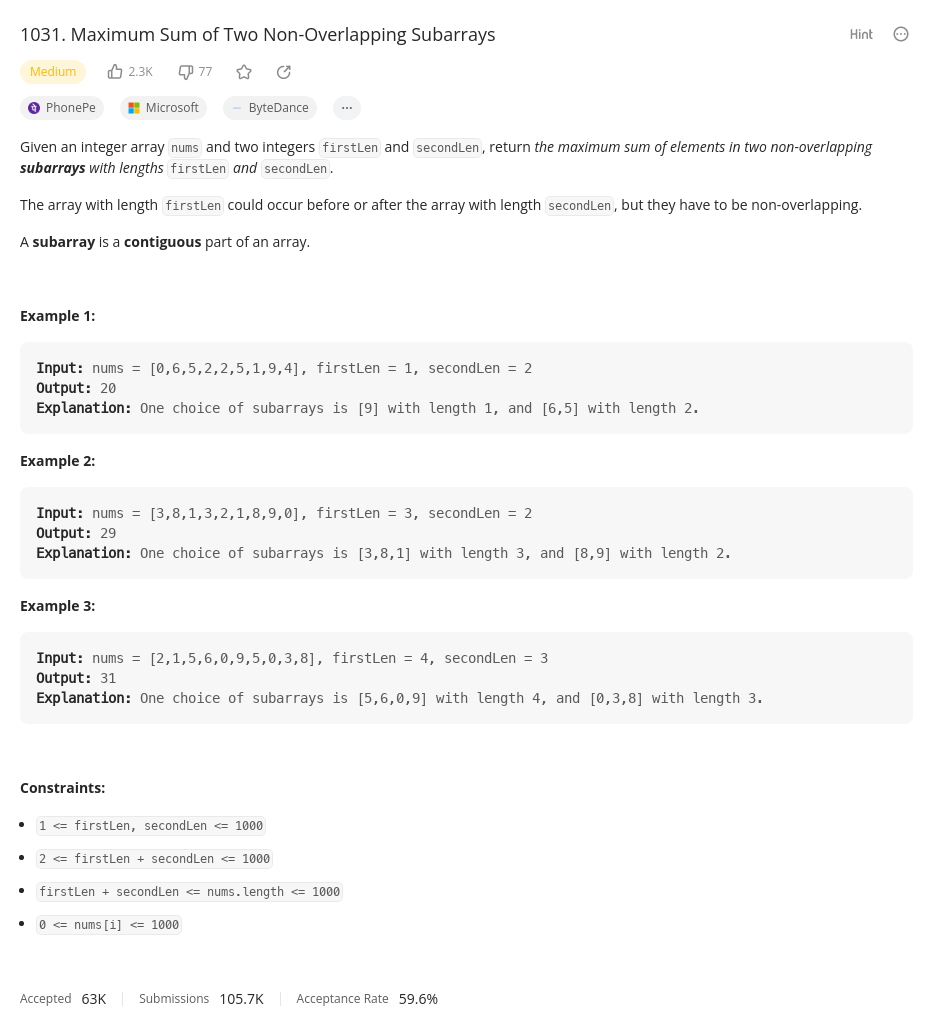 1031. Maximum Sum of Two Non-Overlapping Subarrays
Hint
Medium 2.3K 77
PhonePe Microsoft ByteDance ...
Given an integer array nums and two integers firstLen and secondLen, return the maximum sum of elements in two non-overlapping
subarrays with lengths firstLen and secondLen.
The array with length firstLen could occur before or after the array with length secondLen, but they have to be non-overlapping.
A subarray is a contiguous part of an array.
Example 1:
Input: nums = [0,6,5,2,2,5,1,9,4], firstLen = 1, secondLen = 2
Output: 20
Explanation: One choice of subarrays is [9] with length 1, and [6,5] with length 2.
Example 2:
Input: nums = [3,8,1,3,2,1,8,9,0], firstLen = 3, secondLen = 2
Output: 29
Explanation: One choice of subarrays is [3,8,1] with length 3, and [8,9] with length 2.
Example 3:
Input: nums = [2,1,5,6,0,9,5,0,3,8], firstLen = 4, secondLen = 3
Output: 31
Explanation: One choice of subarrays is [5,6,0,9] with length 4, and [0,3,8] with length 3.
Constraints:
• 1 <= firstLen, secondLen <= 1000
• 2 <= firstLen + secondLen <= 1000
• firstLen + secondLen <= nums.length <= 1000
• 0 <= nums[i] <= 1000
Accepted 63K Submissions 105.7K Acceptance Rate 59.6%